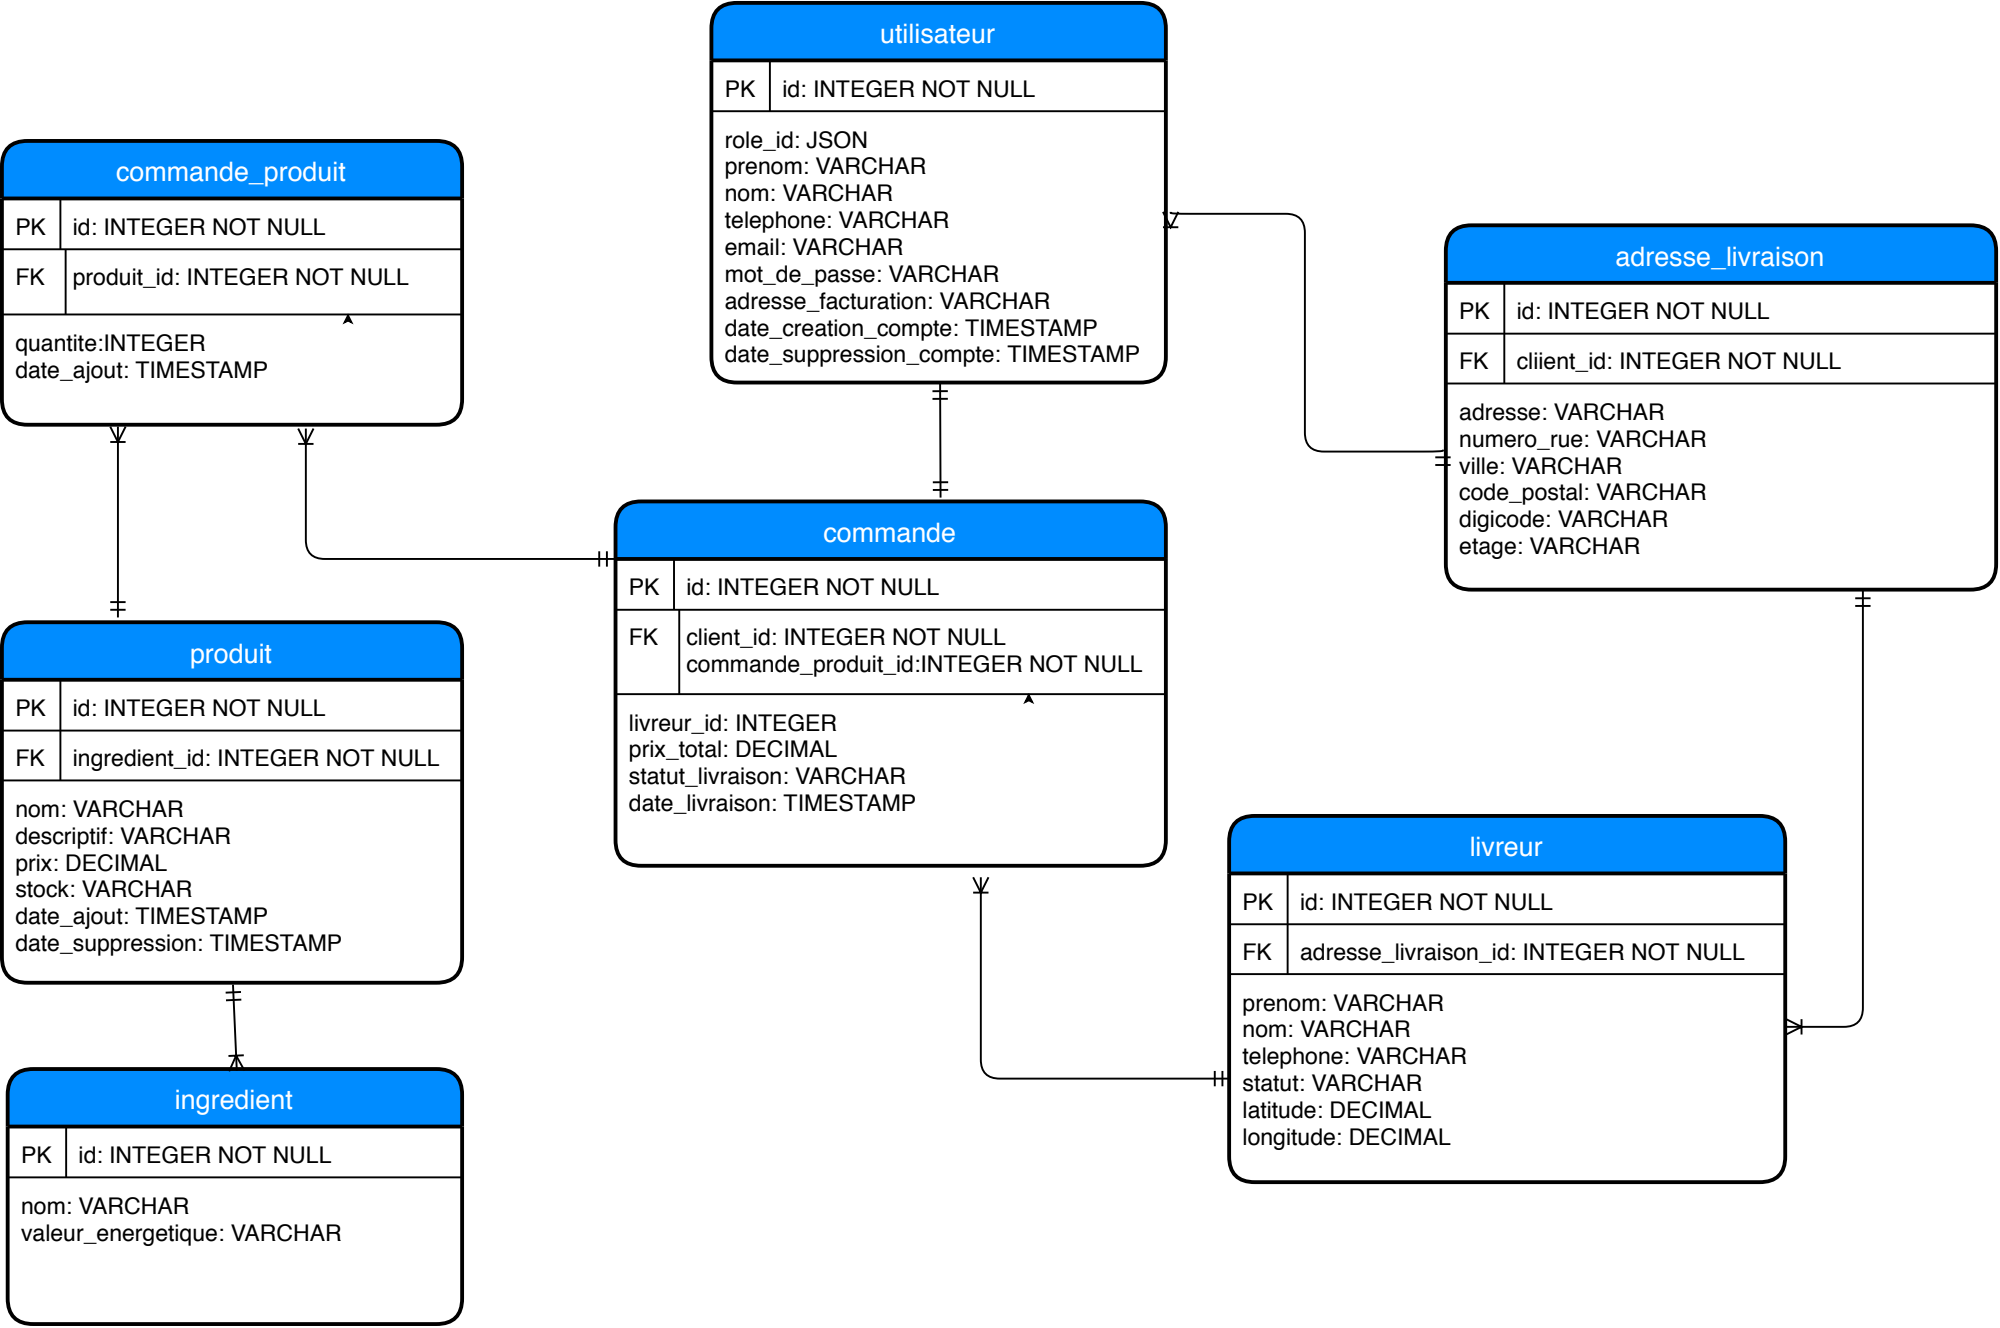 utilisateur
PK id: INTEGER NOT NULL
role_id: JSON
prenom: VARCHAR
nom: VARCHAR
telephone: VARCHAR
email: VARCHAR
mot_de_passe: VARCHAR
adresse_facturation: VARCHAR
date_creation_compte: TIMESTAMP
date_suppression_compte: TIMESTAMP
commande_produit
PK id: INTEGER NOT NULL
FK produit_id: INTEGER NOT NULL
quantite:INTEGER
date_ajout: TIMESTAMP
adresse_livraison
PK id: INTEGER NOT NULL
FK cliient_id: INTEGER NOT NULL
adresse: VARCHAR
numero_rue: VARCHAR
ville: VARCHAR
code_postal: VARCHAR
digicode: VARCHAR
etage: VARCHAR
commande
PK id: INTEGER NOT NULL
FK client_id: INTEGER NOT NULL
commande_produit_id:INTEGER NOT NULL
livreur_id: INTEGER
prix_total: DECIMAL
statut_livraison: VARCHAR
date_livraison: TIMESTAMP
produit
PK id: INTEGER NOT NULL
FK ingredient_id: INTEGER NOT NULL
nom: VARCHAR
descriptif: VARCHAR
prix: DECIMAL
stock: VARCHAR
date_ajout: TIMESTAMP
date_suppression: TIMESTAMP
livreur
PK id: INTEGER NOT NULL
FK adresse_livraison_id: INTEGER NOT NULL
prenom: VARCHAR
nom: VARCHAR
telephone: VARCHAR
statut: VARCHAR
latitude: DECIMAL
longitude: DECIMAL
ingredient
PK id: INTEGER NOT NULL
nom: VARCHAR
valeur_energetique: VARCHAR